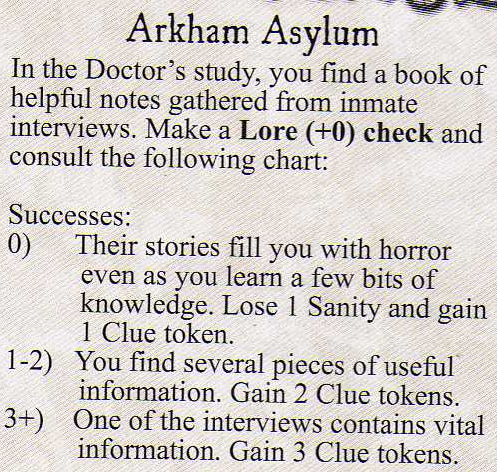 Arkham Asylum
In the Doctor's study, you find a book of
helpful notes gathered from inmate
interviews. Make a Lore (+0) check and
consult the following chart:
Successes:
0) Their stories fill you with horror
even as you learn a few bits of
knowledge. Lose 1 Sanity and gain
1 Clue token.
1-2) You find several pieces of useful
information. Gain 2 Clue tokens.
3+) One of the interviews contains vital
information. Gain 3 Clue tokens.